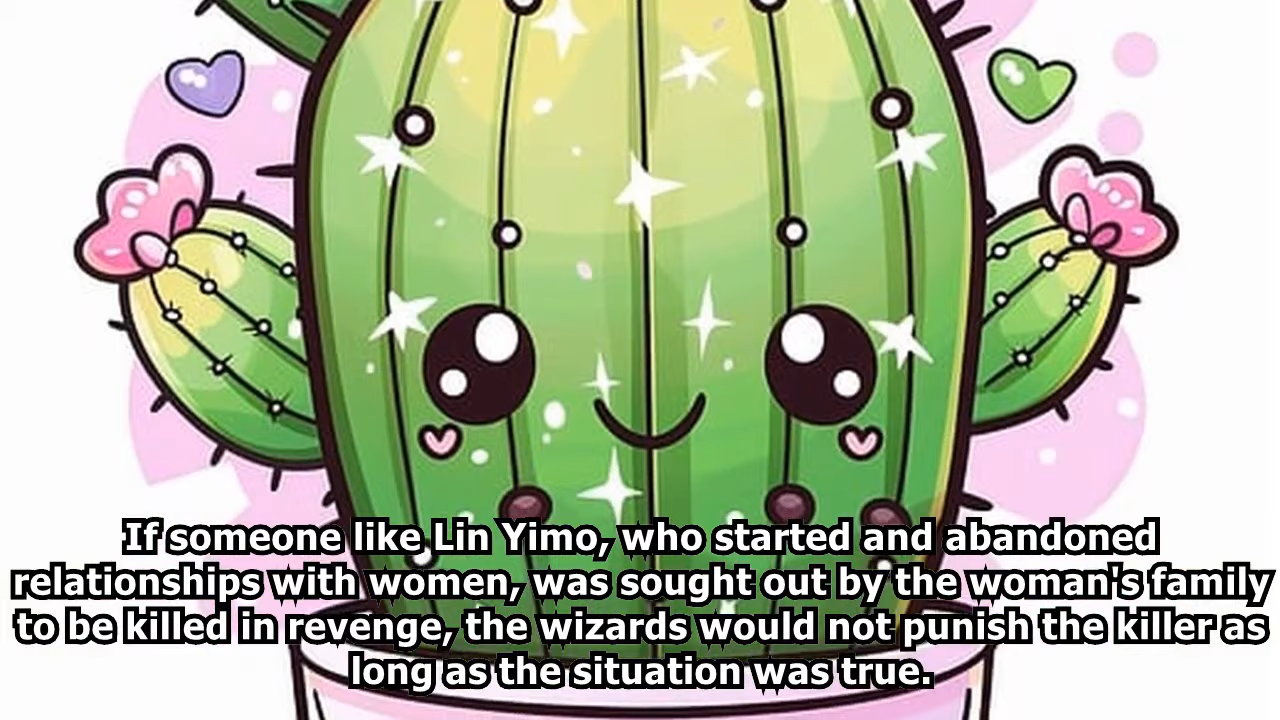 If someone like Lin Yimo, who started and abandoned
relationships with women, was sought out by the woman's family
to be killed in revenge, the wizards would not punish the killer as
long as the situation was true.